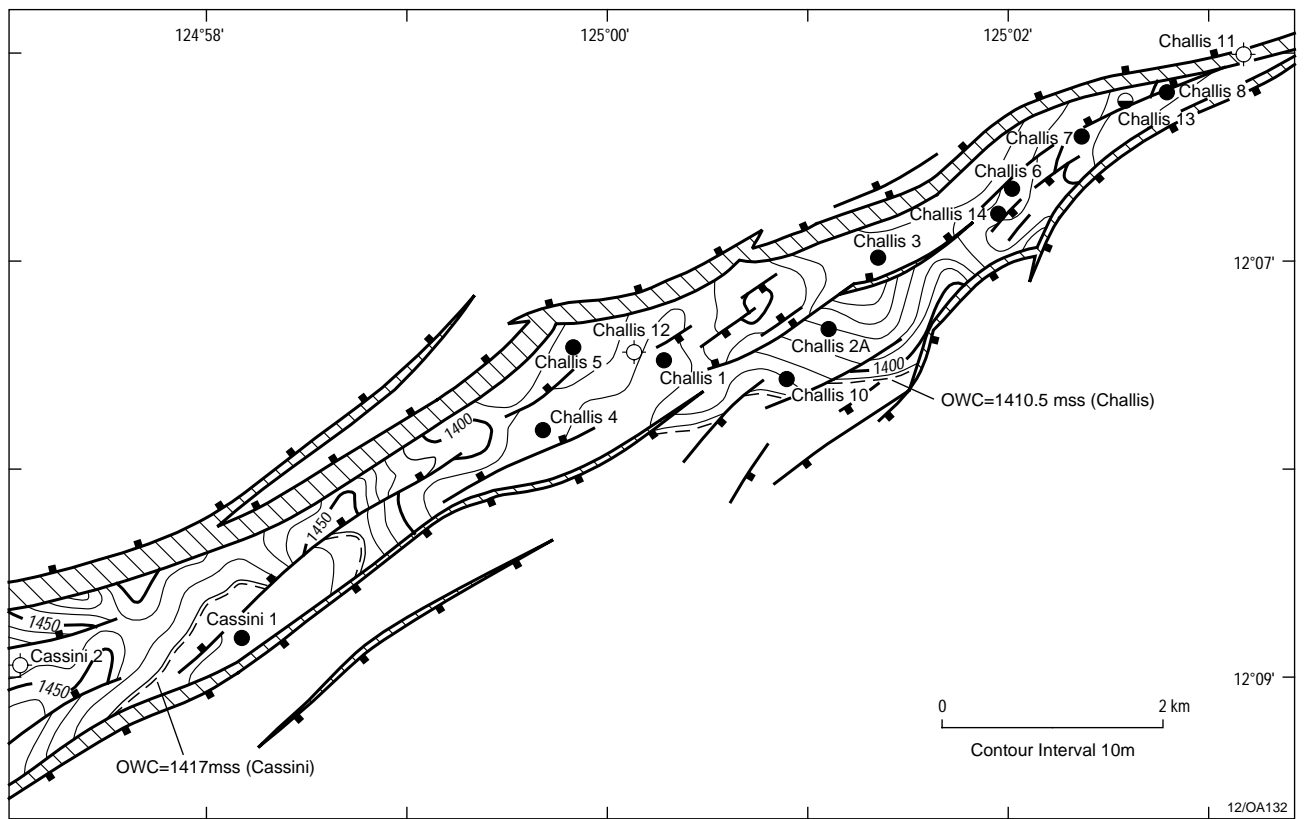 124°58'
125°00'
125°02'
Challis 11
Challis 8
Challis 13
Challis 7
Challis 6
Challis 14
Challis 3
12°07'
Challis 12
Challis 5
Challis 1
Challis 2A
1400
Challis 10
OWC=1410.5 mss (Challis)
Challis 4
1400
1450
Cassini 1
1450
Cassini 2
1450
12°09'
0
2 km
Contour Interval 10m
OWC=1417mss (Cassini)
12/OA132